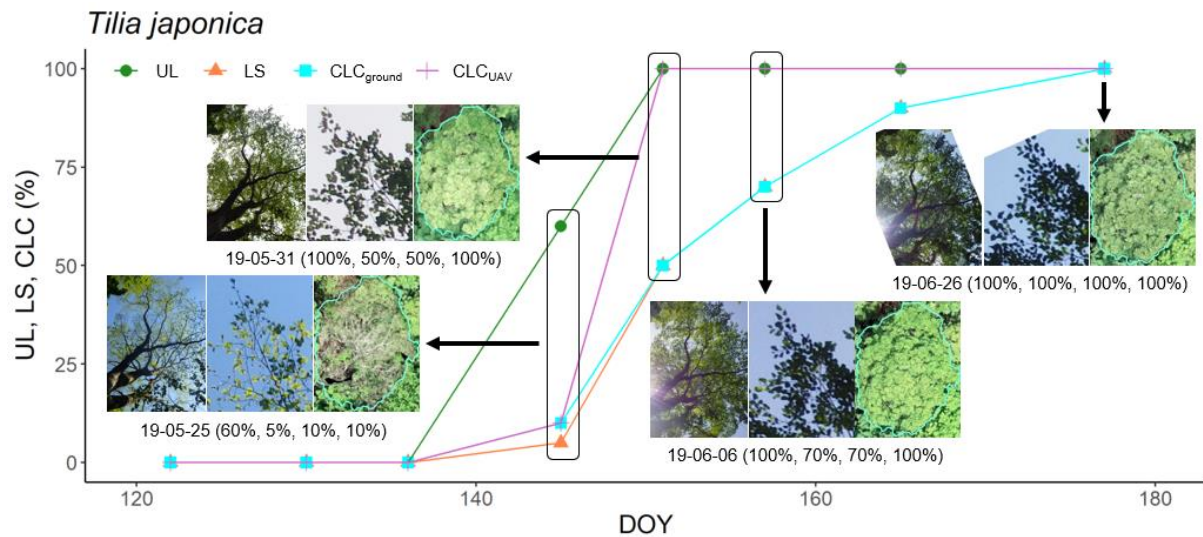 Tilia japonica
UL LS CLCground CLCUAV
100
75
50
25
0
UL, LS, CLC (%)
19-05-31 (100%, 50%, 50%, 100%)
19-05-25 (60%, 5%, 10%, 10%)
19-06-26 (100%, 100%, 100%, 100%)
19-06-06 (100%, 70%, 70%, 100%)
120 140 160 180
DOY